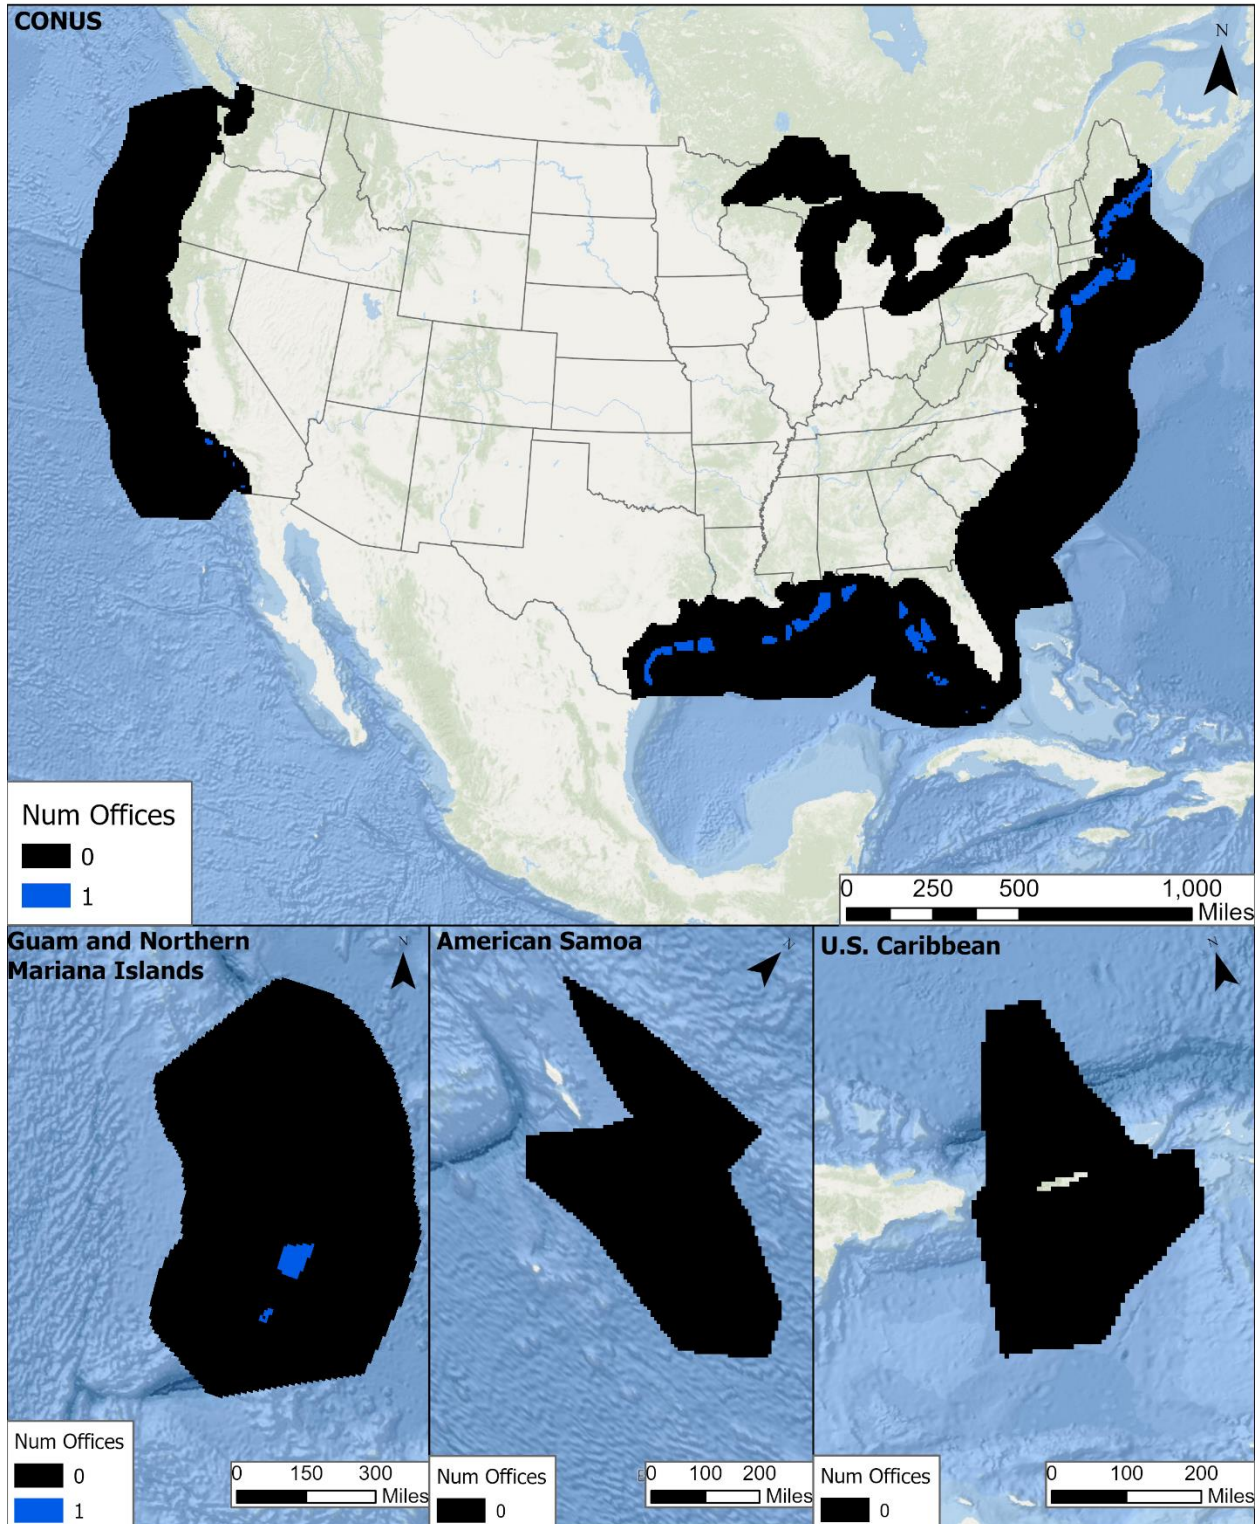 CONUS
N
Num Offices
0
1
0 250 500 1,000
Miles
Guam and Northern
Mariana Islands
N
Num Offices
0
1
0 150 300
Miles
American Samoa
N
Num Offices
0
0 100 200
Miles
U.S. Caribbean
N
Num Offices
0
0 100 200
Miles